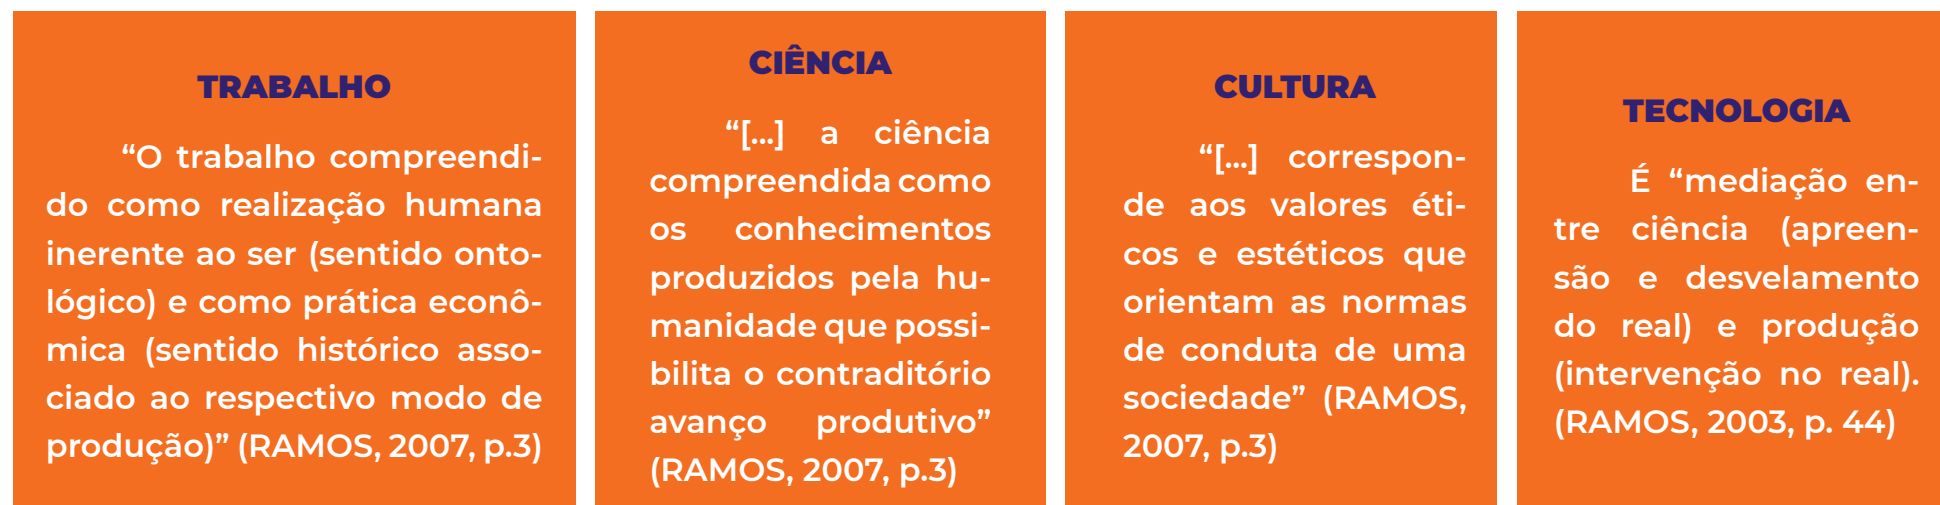 TRABALHO
“O trabalho compreendi-
do como realização humana
inerente ao ser (sentido onto-
lógico) e como prática econô-
mica (sentido histórico asso-
ciado ao respectivo modo de
produção)” (RAMOS, 2007, p.3)
CIÊNCIA
“[...] a ciência
compreendida como
os conhecimentos
produzidos pela hu-
manidade que possi-
bilita o contraditório
avanço produtivo”
(RAMOS, 2007, p.3)
CULTURA
“[...] correspon-
de aos valores éti-
cos e estéticos que
orientam as normas
de conduta de uma
sociedade” (RAMOS,
2007, p.3)
TECNOLOGIA
É “mediação en-
tre ciência (apreen-
são e desvelamento
do real) e produção
(intervenção no real).
(RAMOS, 2003, p. 44)